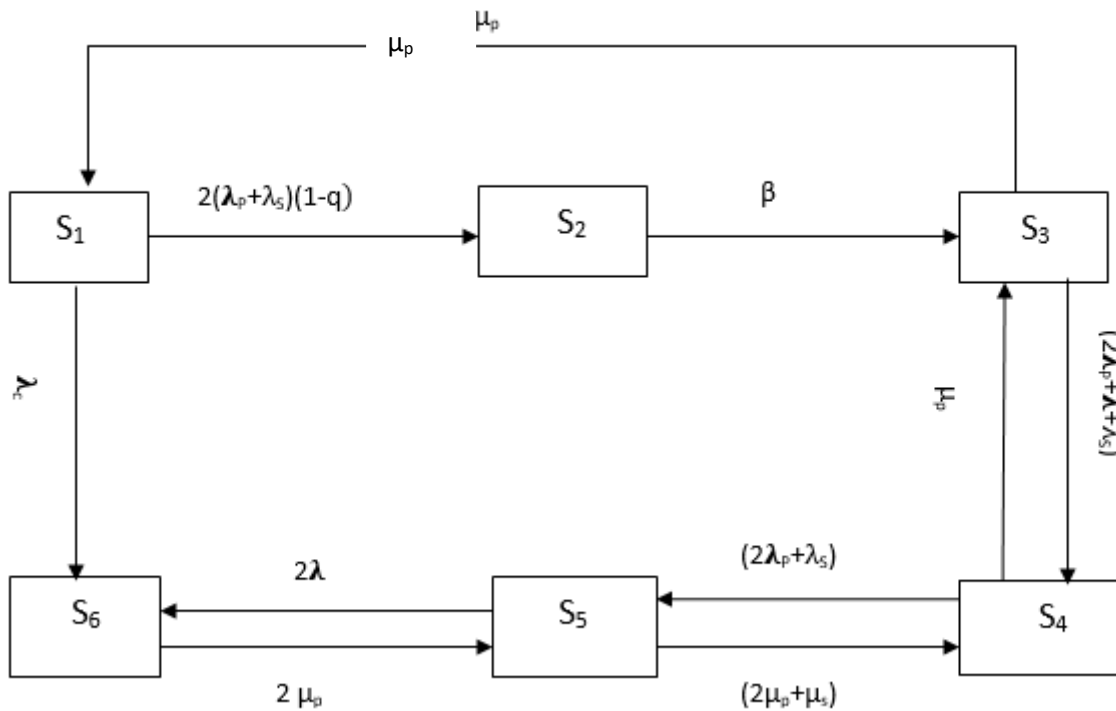 μₚ
μₚ
2(λₚ+λₛ)(1-q)
S₁
S₂
β
S₃
λ꜀
μₚ
(2λₚ+λ+λₛ)
2λ
(2λₚ+λₛ)
S₆
S₅
S₄
2 μₚ
(2μₚ+μₛ)